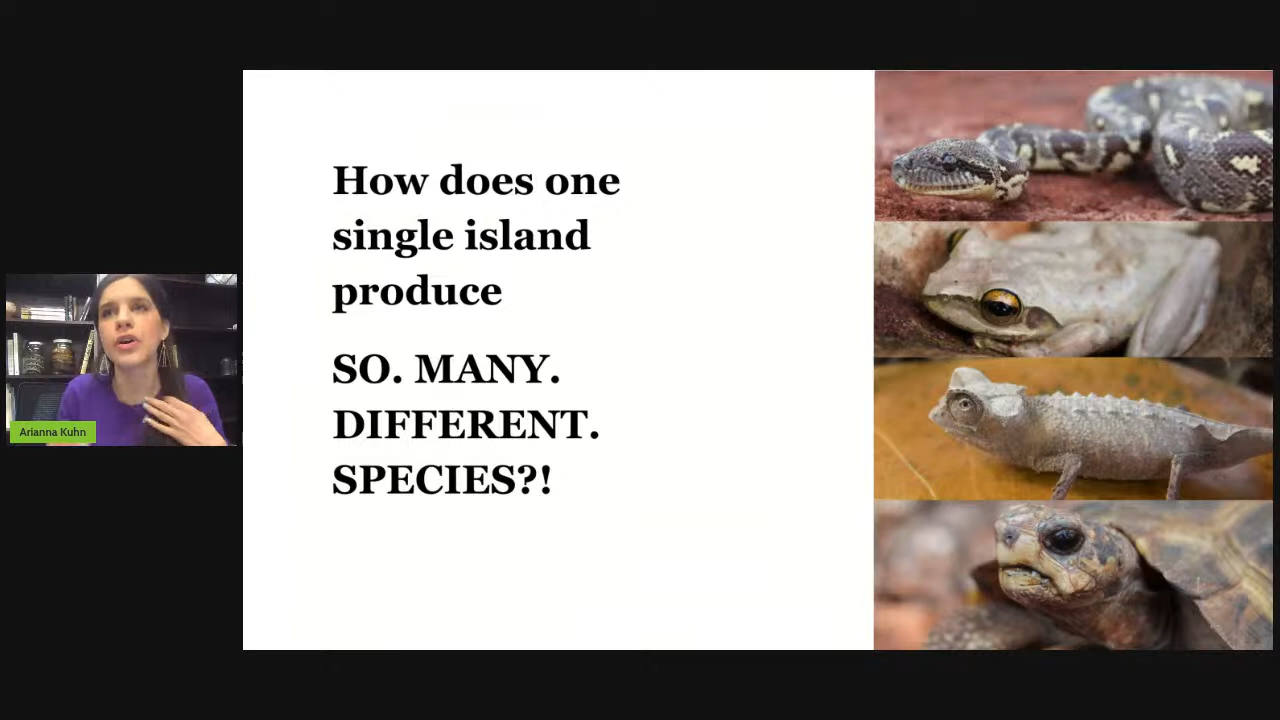 How does one
single island
produce
SO. MANY.
DIFFERENT.
SPECIES?!
Arianna Kuhn